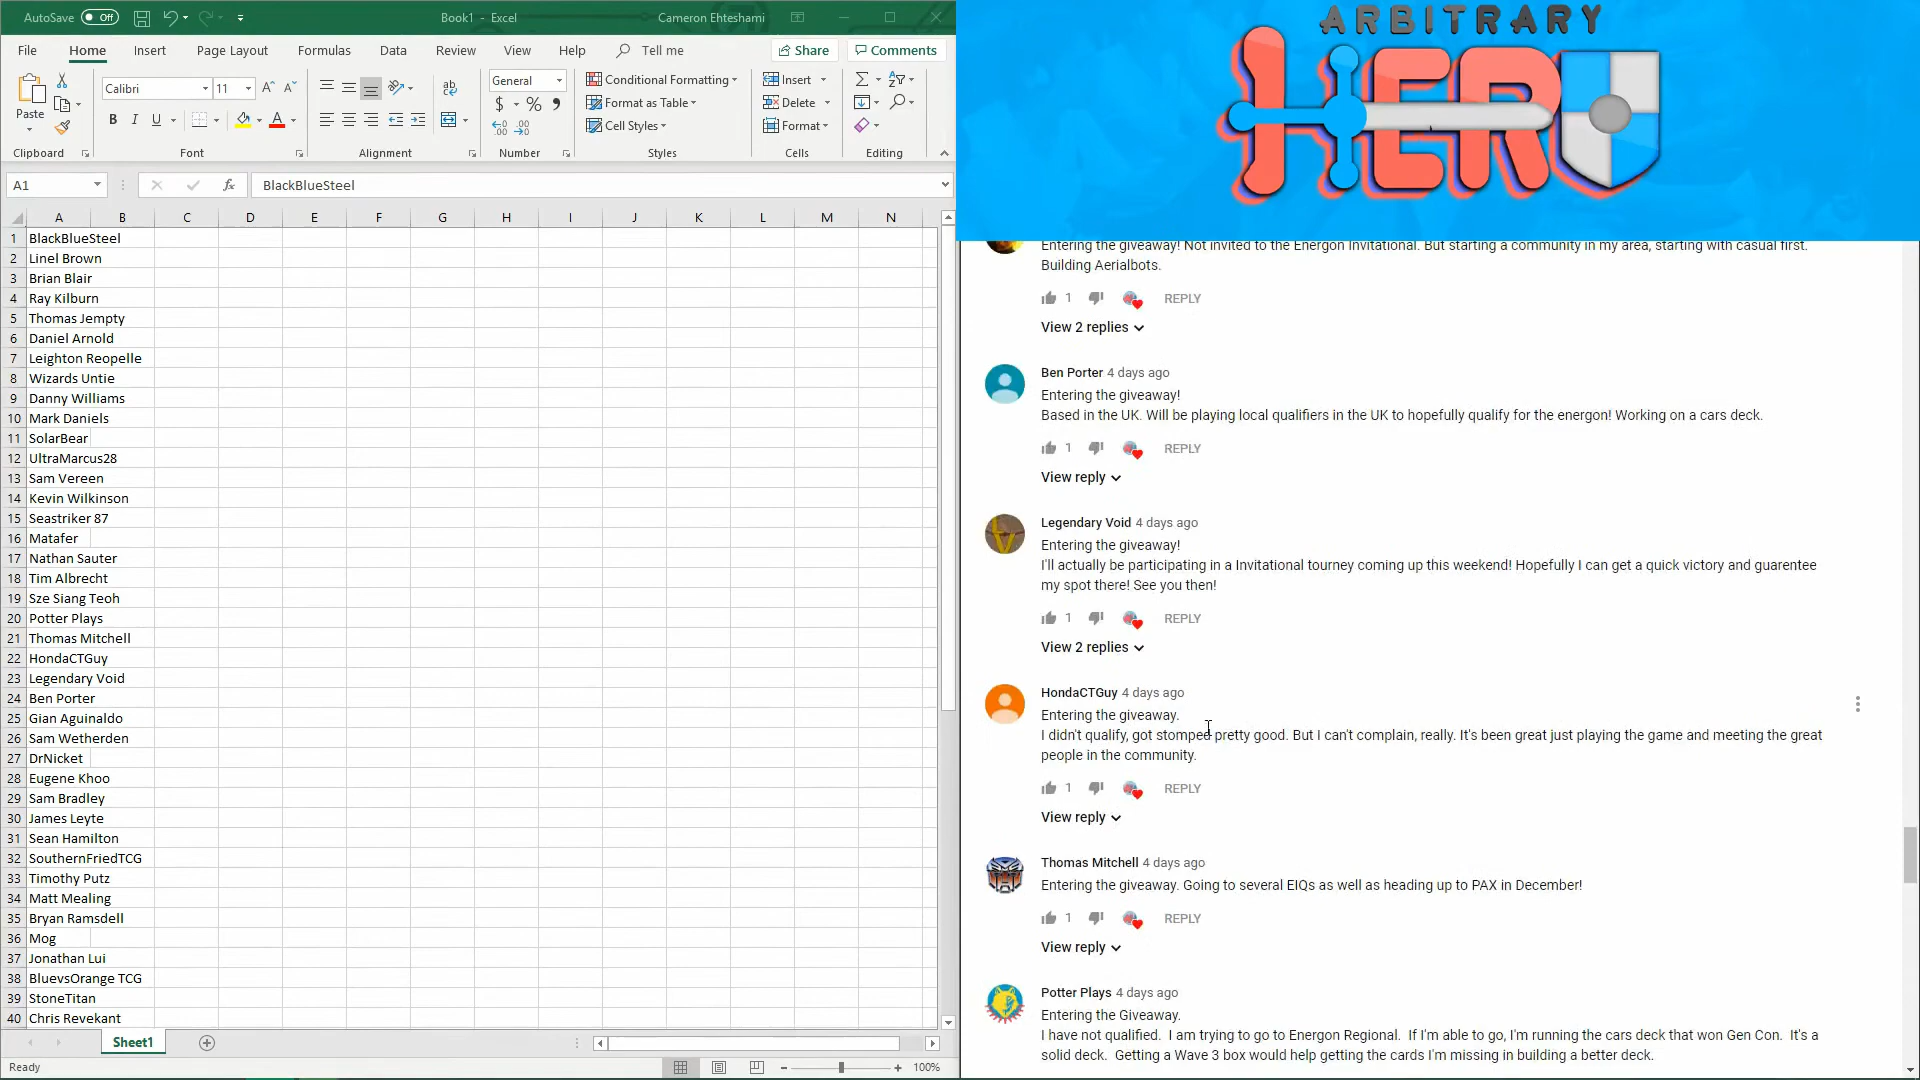 AutoSave Off Book1 - Excel Cameron Ehteshami
File Home Insert Page Layout Formulas Data Review View Help Tell me Share Comments
Calibri 11 General Conditional Formatting Insert
Paste Format as Table Delete
B I U $ % Cell Styles Format
Clipboard Font Alignment Number Styles Cells Editing
A1 fx BlackBlueSteel
A B C D E F G H I J K L M N
1 BlackBlueSteel
2 Linel Brown
3 Brian Blair
4 Ray Kilburn
5 Thomas Jempty
6 Daniel Arnold
7 Leighton Reopelle
8 Wizards Untie
9 Danny Williams
10 Mark Daniels
11 SolarBear
12 UltraMarcus28
13 Sam Vereen
14 Kevin Wilkinson
15 Seastriker 87
16 Matafer
17 Nathan Sauter
18 Tim Albrecht
19 Sze Siang Teoh
20 Potter Plays
21 Thomas Mitchell
22 HondaCTGuy
23 Legendary Void
24 Ben Porter
25 Gian Aguinaldo
26 Sam Wetherden
27 DrNicket
28 Eugene Khoo
29 Sam Bradley
30 James Leyte
31 Sean Hamilton
32 SouthernFriedTCG
33 Timothy Putz
34 Matt Mealing
35 Bryan Ramsdell
36 Mog
37 Jonathan Lui
38 BluevsOrange TCG
39 StoneTitan
40 Chris Revekant
Sheet1
Ready 100%
ARBITRARY
HERO
Entering the giveaway! Not invited to the Energon Invitational. But starting a community in my area, starting with casual first.
Building Aerialbots.
1 REPLY
View 2 replies
Ben Porter 4 days ago
Entering the giveaway!
Based in the UK. Will be playing local qualifiers in the UK to hopefully qualify for the energon! Working on a cars deck.
1 REPLY
View reply
Legendary Void 4 days ago
Entering the giveaway!
I'll actually be participating in a Invitational tourney coming up this weekend! Hopefully I can get a quick victory and guarentee
my spot there! See you then!
1 REPLY
View 2 replies
HondaCTGuy 4 days ago
Entering the giveaway.
I didn't qualify, got stomped pretty good. But I can't complain, really. It's been great just playing the game and meeting the great
people in the community.
1 REPLY
View reply
Thomas Mitchell 4 days ago
Entering the giveaway. Going to several EIQs as well as heading up to PAX in December!
1 REPLY
View reply
Potter Plays 4 days ago
Entering the Giveaway.
I have not qualified. I am trying to go to Energon Regional. If I'm able to go, I'm running the cars deck that won Gen Con. It's a
solid deck. Getting a Wave 3 box would help getting the cards I'm missing in building a better deck.